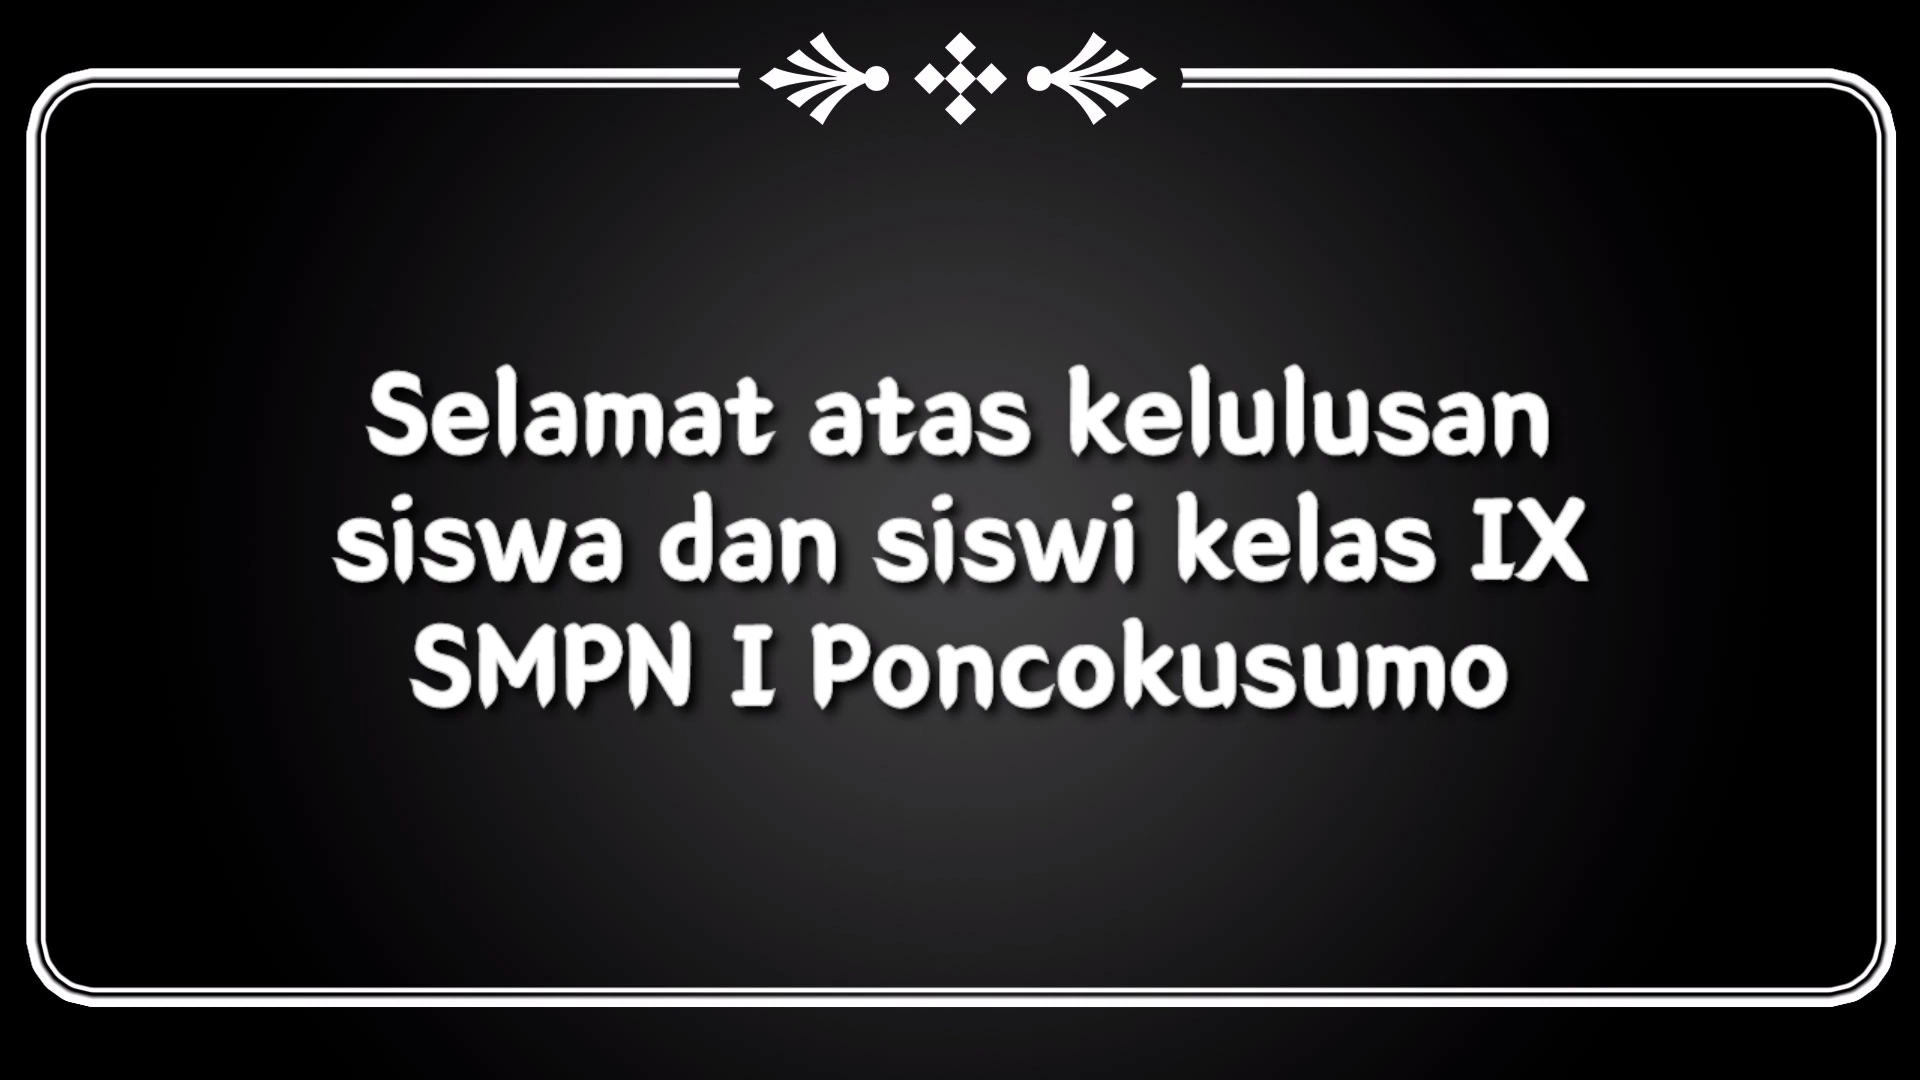 Selamat atas kelulusan
siswa dan siswi kelas IX
SMPN I Poncokusumo